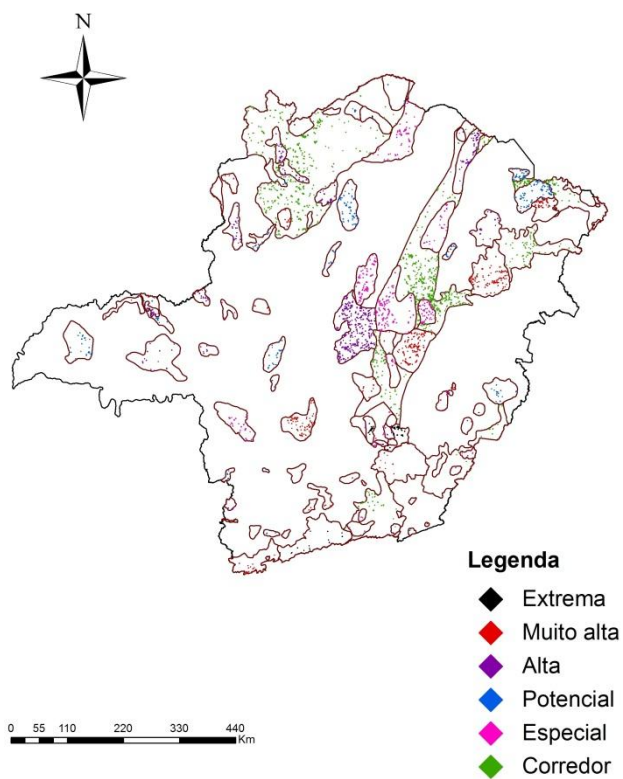 N
Legenda
Extrema
Muito alta
Alta
Potencial
Especial
Corredor
0 55 110 220 330 440
Km